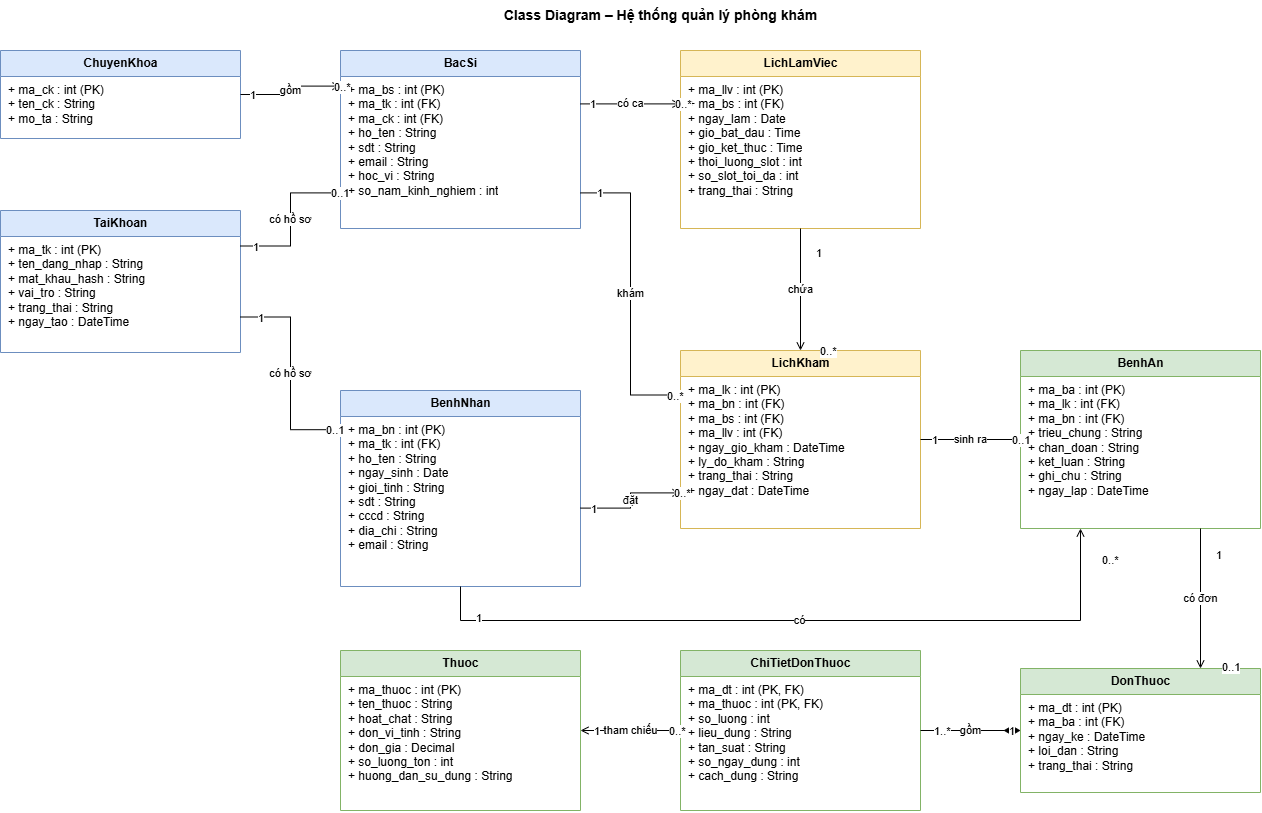 Class Diagram – Hệ thống quản lý phòng khám
ChuyenKhoa
+ ma_ck : int (PK)
+ ten_ck : String
+ mo_ta : String
1
gồm
0..*
BacSi
+ ma_bs : int (PK)
+ ma_tk : int (FK)
+ ma_ck : int (FK)
+ ho_ten : String
+ sdt : String
+ email : String
+ hoc_vi : String
+ so_nam_kinh_nghiem : int
1
có ca
0..*
LichLamViec
+ ma_llv : int (PK)
+ ma_bs : int (FK)
+ ngay_lam : Date
+ gio_bat_dau : Time
+ gio_ket_thuc : Time
+ thoi_luong_slot : int
+ so_slot_toi_da : int
+ trang_thai : String
TaiKhoan
+ ma_tk : int (PK)
+ ten_dang_nhap : String
+ mat_khau_hash : String
+ vai_tro : String
+ trang_thai : String
+ ngay_tao : DateTime
1
có hồ sơ
0..1
1
có hồ sơ
0..1
1
khám
0..*
1
chứa
0..*
BenhNhan
+ ma_bn : int (PK)
+ ma_tk : int (FK)
+ ho_ten : String
+ ngay_sinh : Date
+ gioi_tinh : String
+ sdt : String
+ cccd : String
+ dia_chi : String
+ email : String
1
đặt
0..*
LichKham
+ ma_lk : int (PK)
+ ma_bn : int (FK)
+ ma_bs : int (FK)
+ ma_llv : int (FK)
+ ngay_gio_kham : DateTime
+ ly_do_kham : String
+ trang_thai : String
+ ngay_dat : DateTime
1
sinh ra
0..1
BenhAn
+ ma_ba : int (PK)
+ ma_lk : int (FK)
+ ma_bn : int (FK)
+ trieu_chung : String
+ chan_doan : String
+ ket_luan : String
+ ghi_chu : String
+ ngay_lap : DateTime
1
có
0..*
1
có đơn
0..1
Thuoc
+ ma_thuoc : int (PK)
+ ten_thuoc : String
+ hoat_chat : String
+ don_vi_tinh : String
+ don_gia : Decimal
+ so_luong_ton : int
+ huong_dan_su_dung : String
1
tham chiếu
0..*
ChiTietDonThuoc
+ ma_dt : int (PK, FK)
+ ma_thuoc : int (PK, FK)
+ so_luong : int
+ lieu_dung : String
+ tan_suat : String
+ so_ngay_dung : int
+ cach_dung : String
1..*
gồm
1
DonThuoc
+ ma_dt : int (PK)
+ ma_ba : int (FK)
+ ngay_ke : DateTime
+ loi_dan : String
+ trang_thai : String